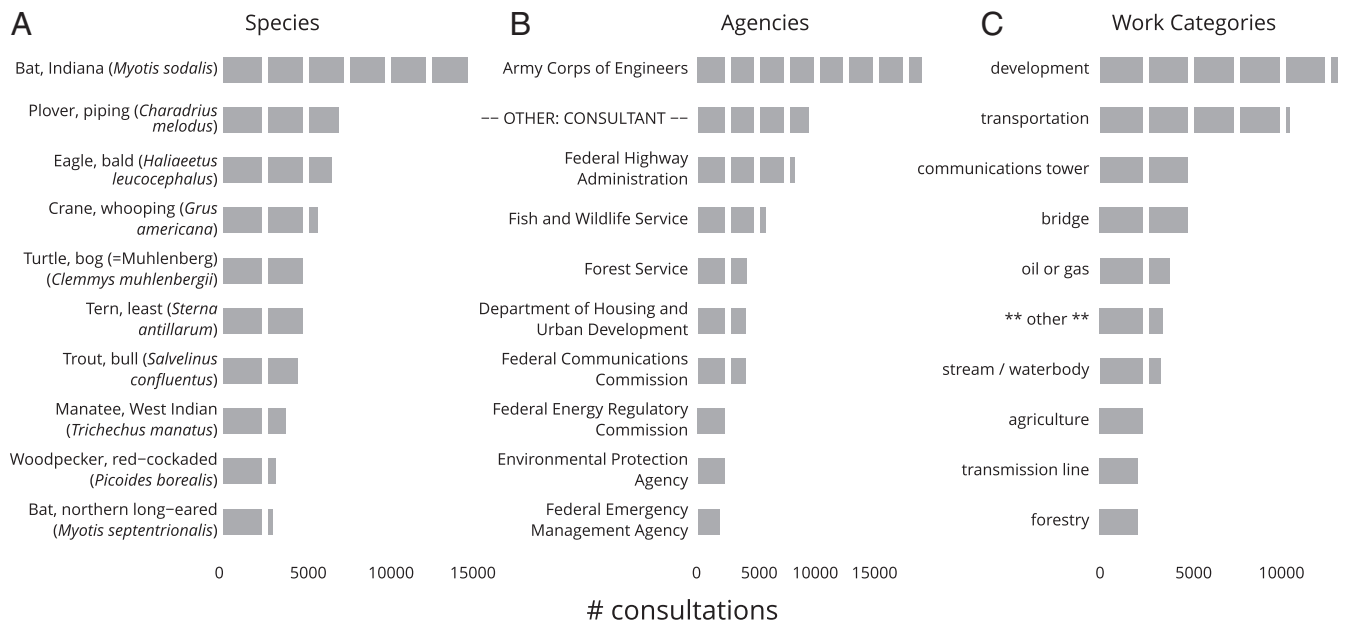 A
Species
Bat, Indiana (Myotis sodalis)
Plover, piping (Charadrius
melodus)
Eagle, bald (Haliaeetus
leucocephalus)
Crane, whooping (Grus
americana)
Turtle, bog (=Muhlenberg)
(Clemmys muhlenbergii)
Tern, least (Sterna
antillarum)
Trout, bull (Salvelinus
confluentus)
Manatee, West Indian
(Trichechus manatus)
Woodpecker, red−cockaded
(Picoides borealis)
Bat, northern long−eared
(Myotis septentrionalis)
0 5000 10000 15000
B
Agencies
Army Corps of Engineers
−− OTHER: CONSULTANT −−
Federal Highway
Administration
Fish and Wildlife Service
Forest Service
Department of Housing and
Urban Development
Federal Communications
Commission
Federal Energy Regulatory
Commission
Environmental Protection
Agency
Federal Emergency
Management Agency
0 5000 10000 15000
C
Work Categories
development
transportation
communications tower
bridge
oil or gas
** other **
stream / waterbody
agriculture
transmission line
forestry
0 5000 10000
# consultations